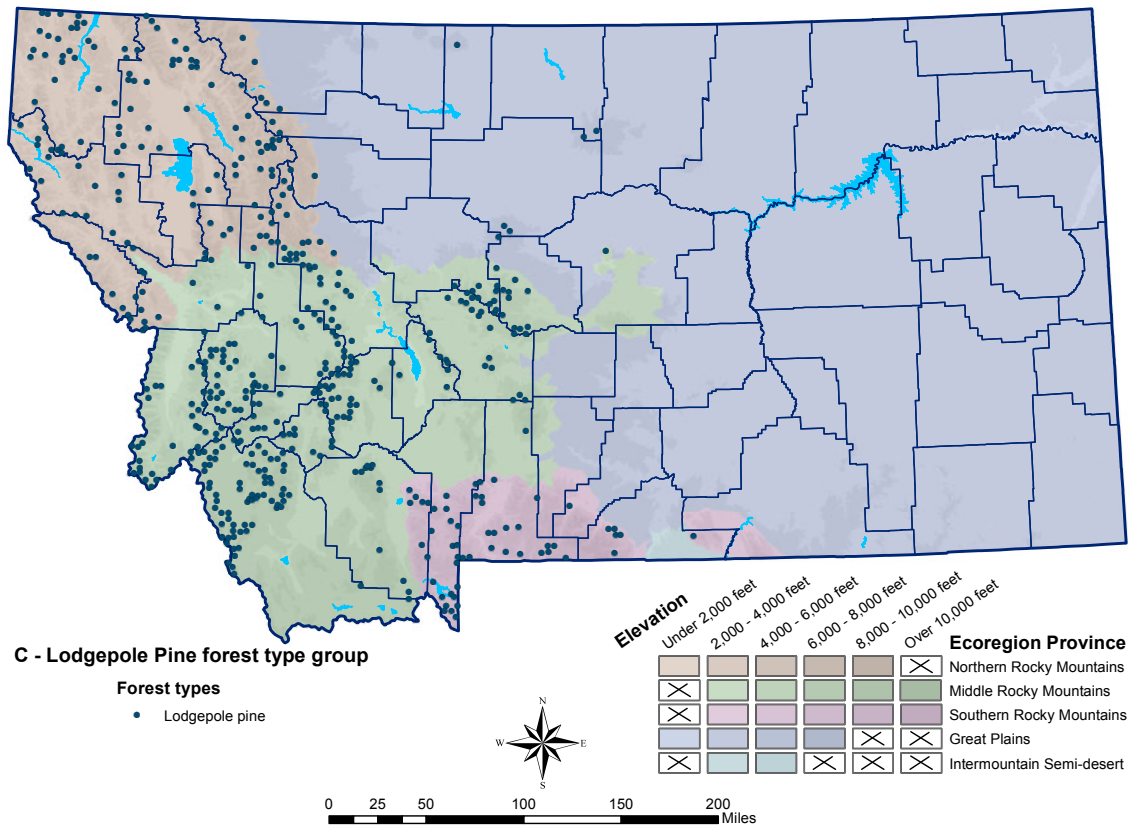 C - Lodgepole Pine forest type group
Forest types
Lodgepole pine
N
W E
S
0 25 50 100 150 200
Miles
Elevation
Under 2,000 feet
2,000 - 4,000 feet
4,000 - 6,000 feet
6,000 - 8,000 feet
8,000 - 10,000 feet
Over 10,000 feet
Ecoregion Province
Northern Rocky Mountains
Middle Rocky Mountains
Southern Rocky Mountains
Great Plains
Intermountain Semi-desert